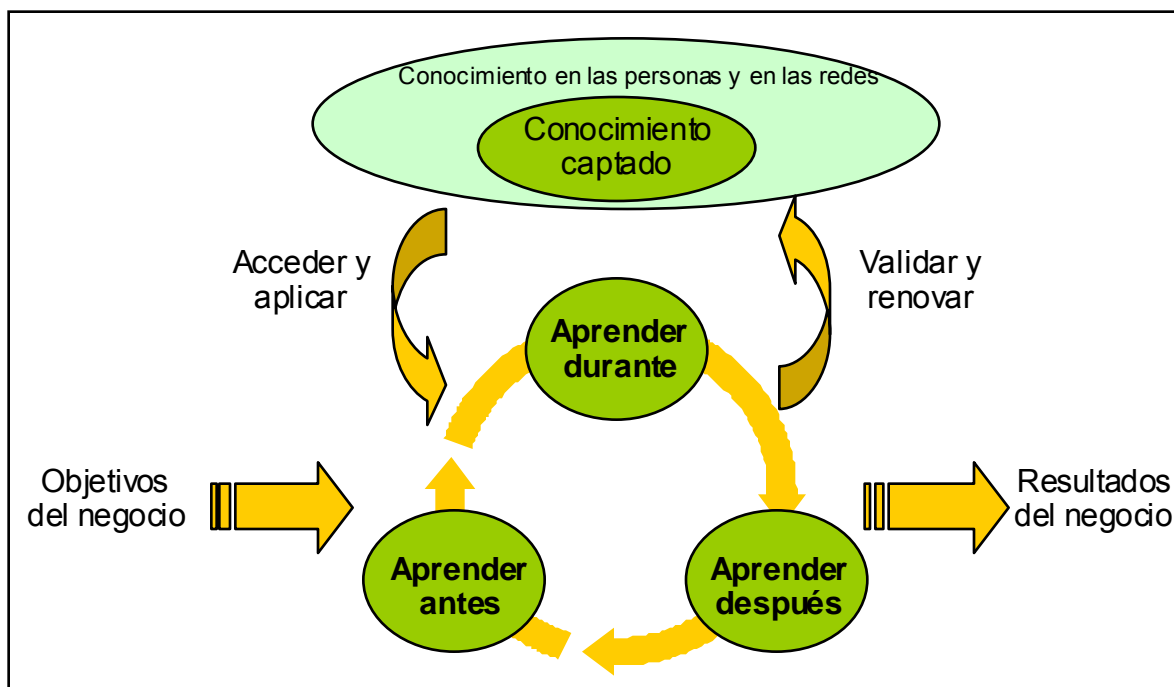 Conocimiento en las personas y en las redes
Conocimiento
captado
Acceder y
aplicar
Validar y
renovar
Aprender
durante
Objetivos
del negocio
Resultados
del negocio
Aprender
antes
Aprender
después